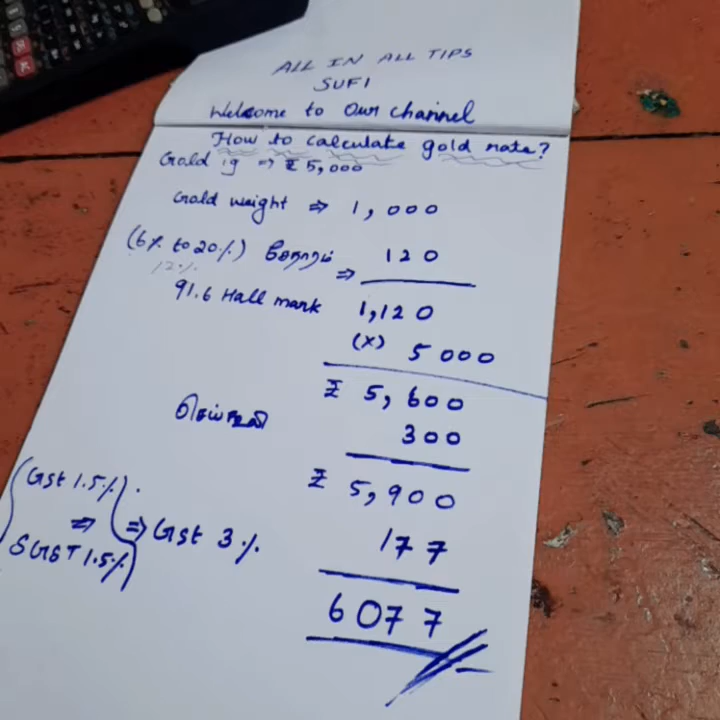 ALL IN ALL TIPS
SUFI
Welcome to Our channel
How to calculate gold rate?
Gold 1g => ₹ 5,000
Gold weight => 1,000
(6% to 20%) சேதாரம் => 120
12%
91.6 Hall mark 1,120
(x) 5000
₹ 5,600
செய்கூலி 300
₹ 5,900
(Gst 1.5%) => SGST 1.5%) => Gst 3% 177
6077